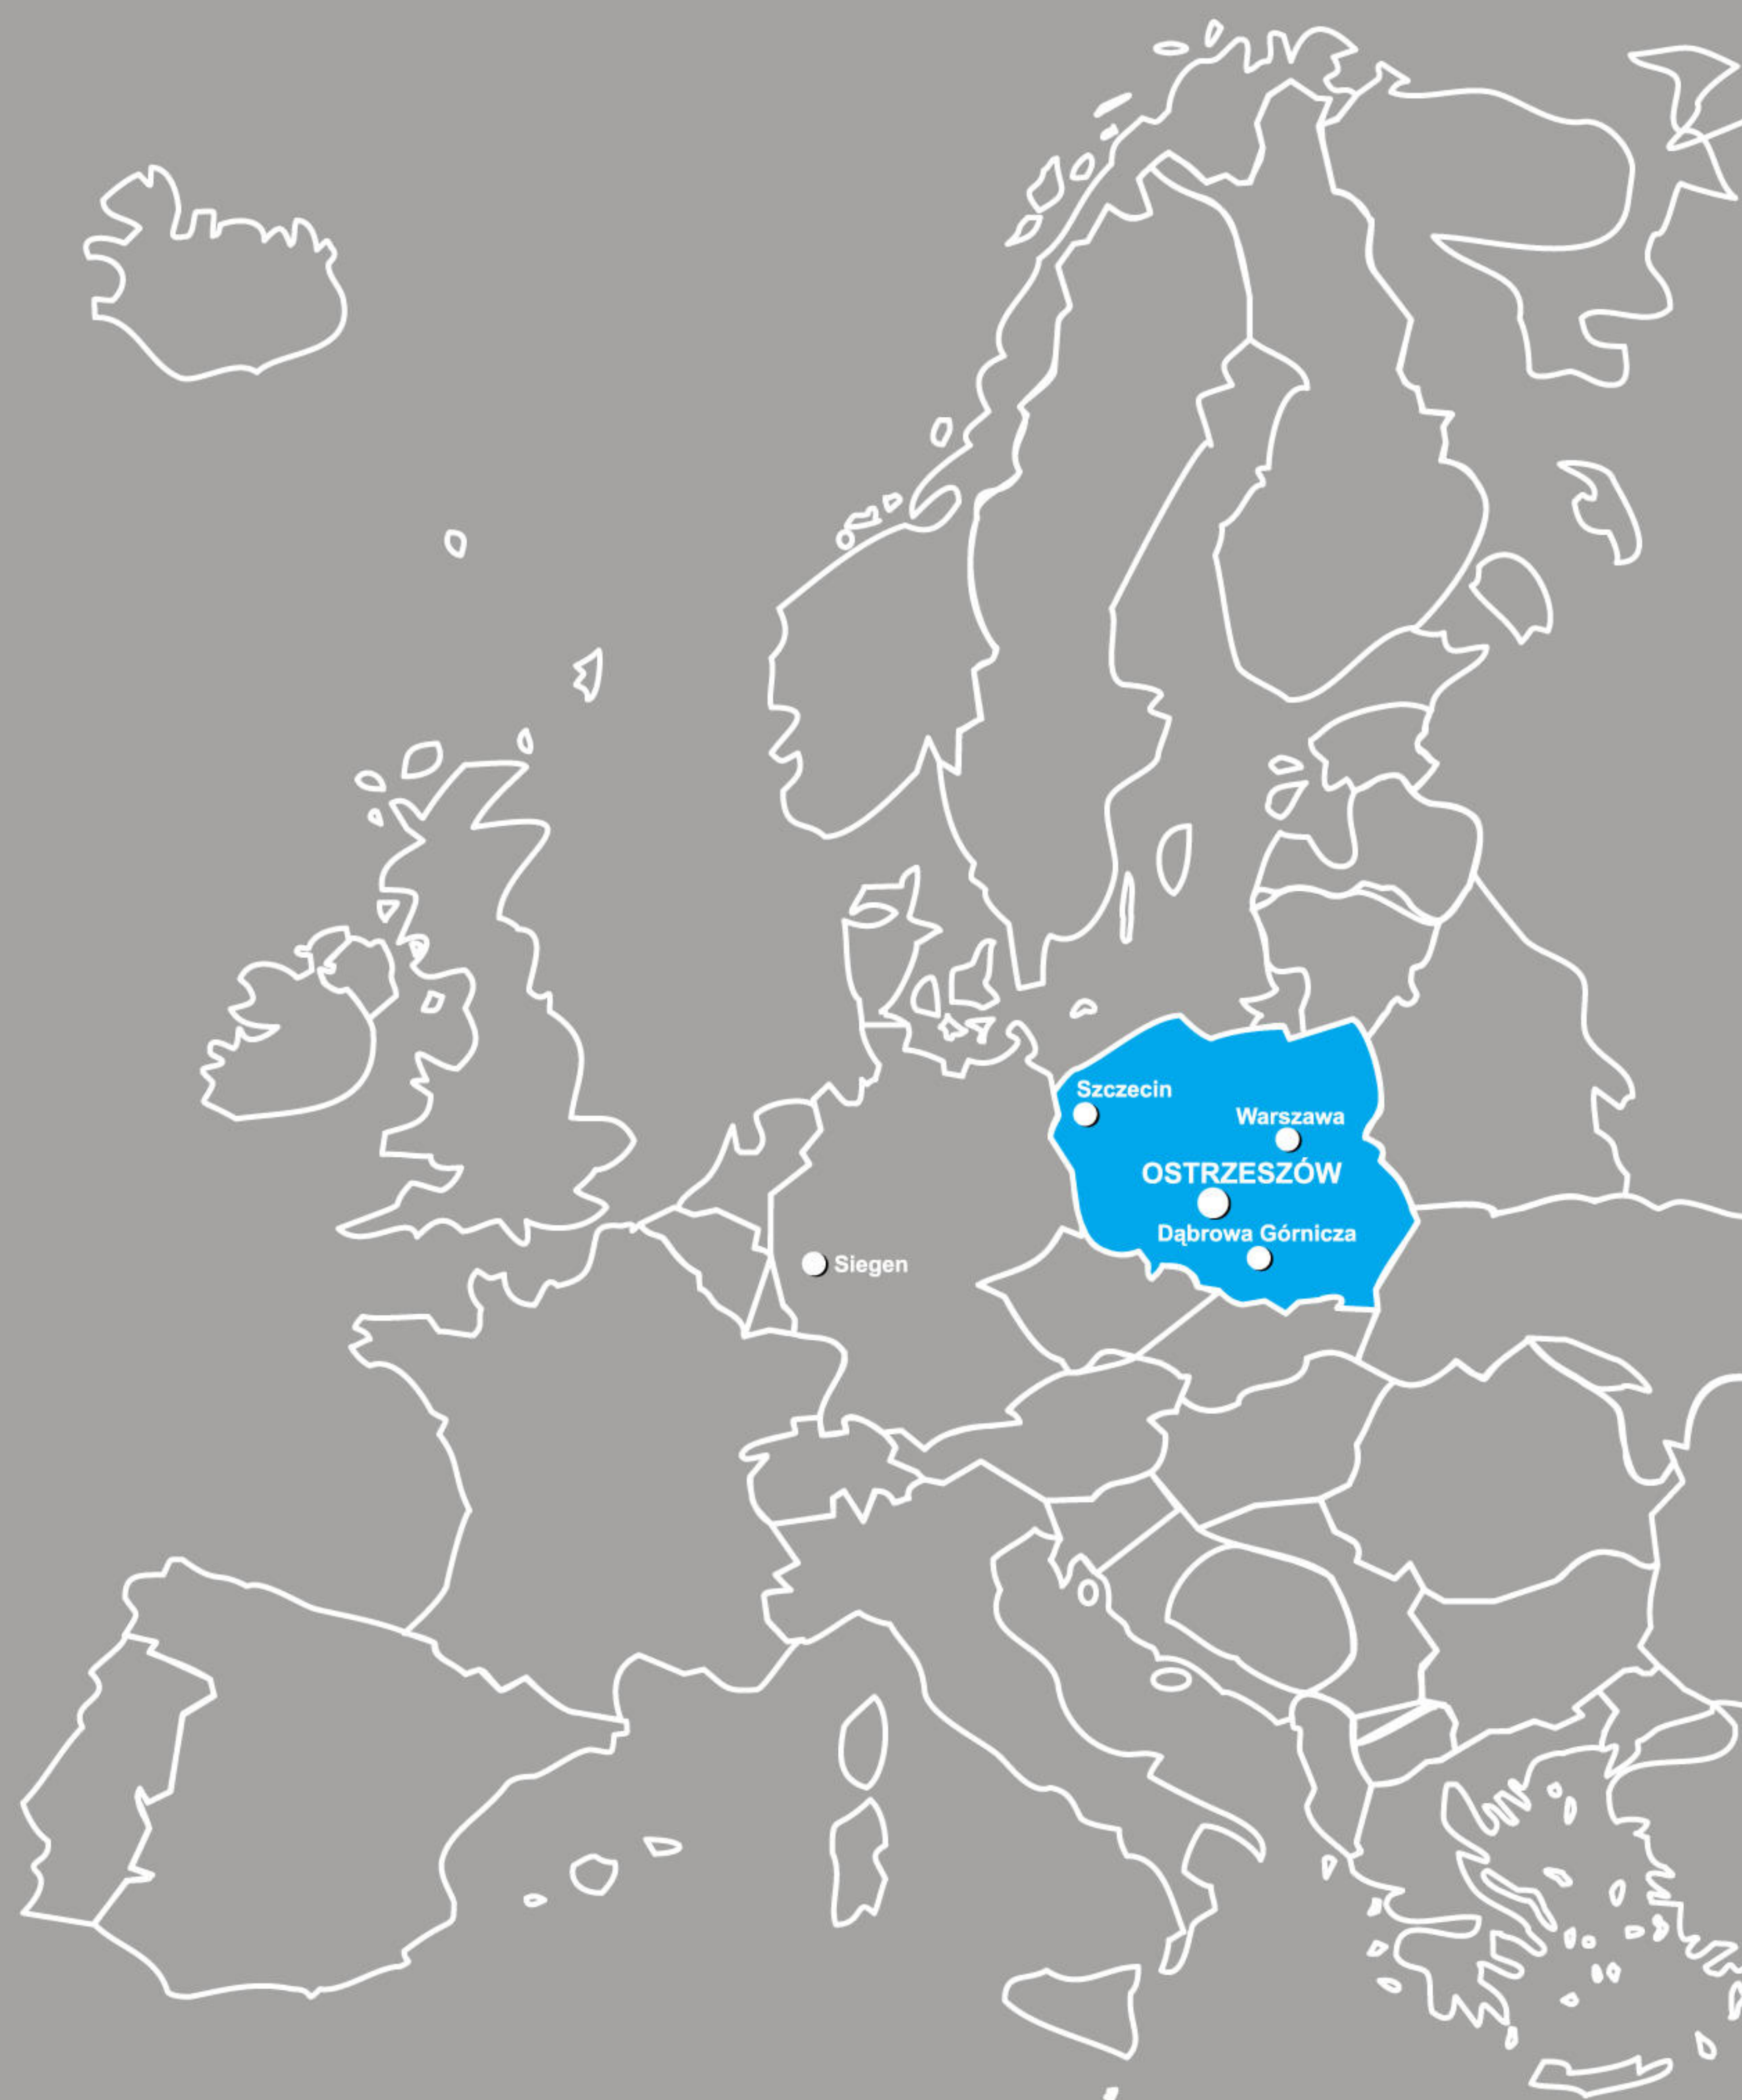 Szczecin
Warszawa
OSTRZESZÓW
Dąbrowa Górnicza
Siegen